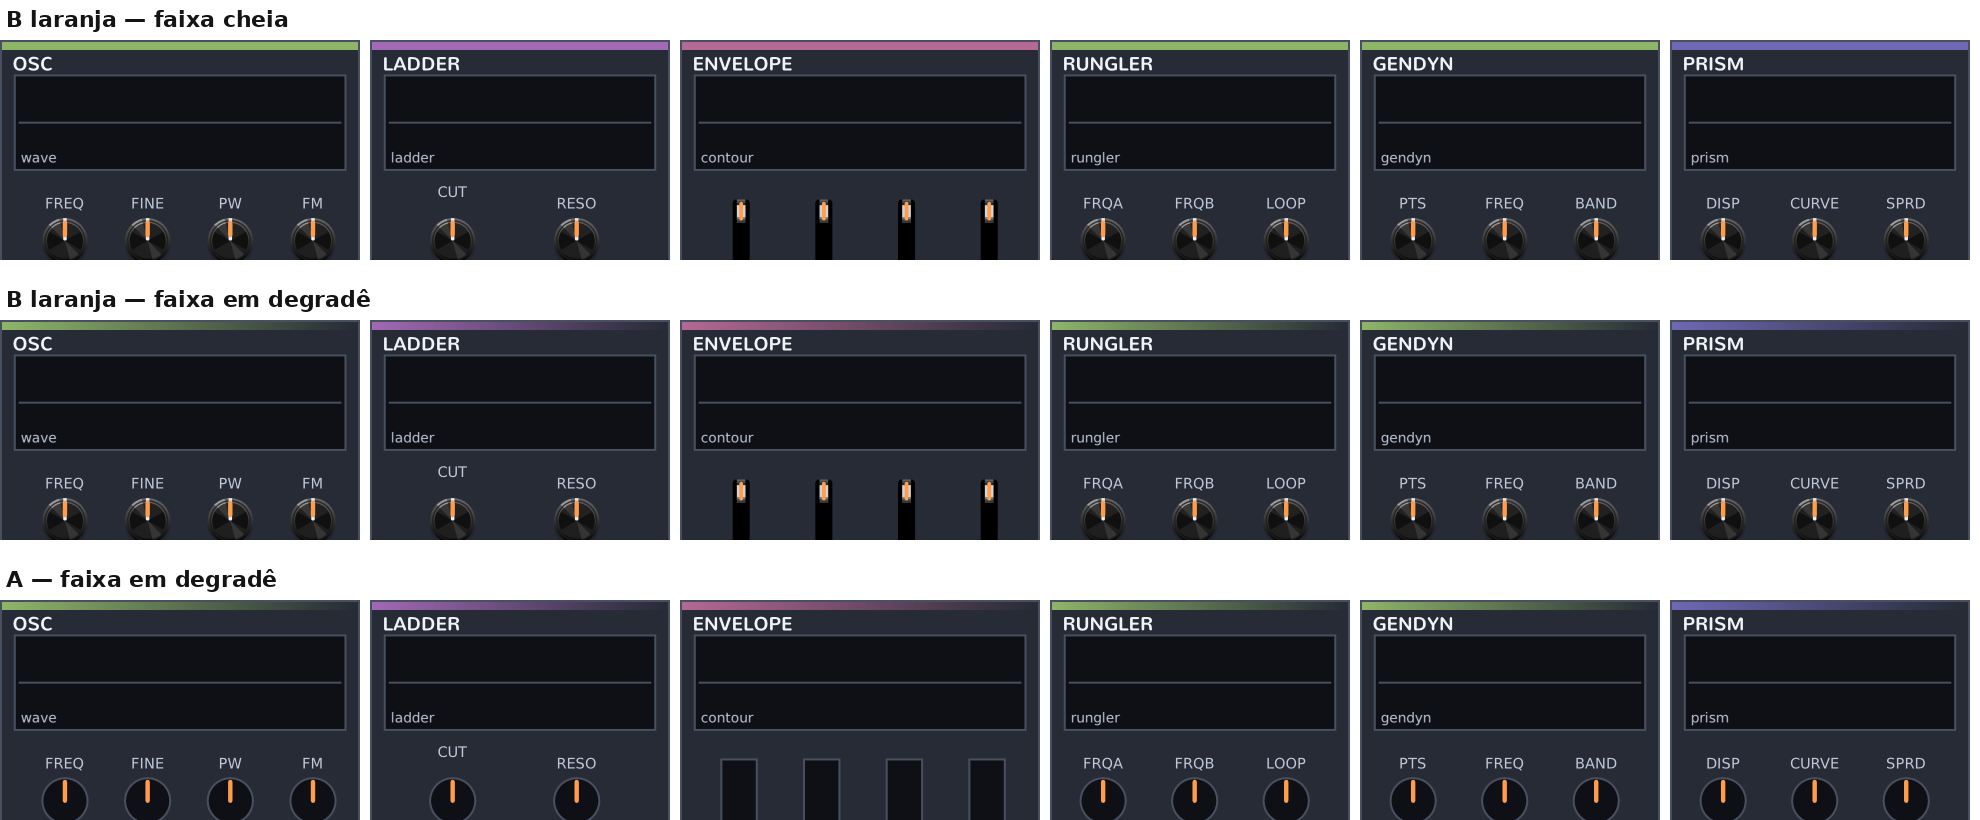 B laranja — faixa cheia
OSC LADDER ENVELOPE RUNGLER GENDYN PRISM
wave ladder contour rungler gendyn prism
CUT
FREQ FINE PW FM RESO FRQA FRQB LOOP PTS FREQ BAND DISP CURVE SPRD
B laranja — faixa em degradê
OSC LADDER ENVELOPE RUNGLER GENDYN PRISM
wave ladder contour rungler gendyn prism
CUT
FREQ FINE PW FM RESO FRQA FRQB LOOP PTS FREQ BAND DISP CURVE SPRD
A — faixa em degradê
OSC LADDER ENVELOPE RUNGLER GENDYN PRISM
wave ladder contour rungler gendyn prism
CUT
FREQ FINE PW FM RESO FRQA FRQB LOOP PTS FREQ BAND DISP CURVE SPRD